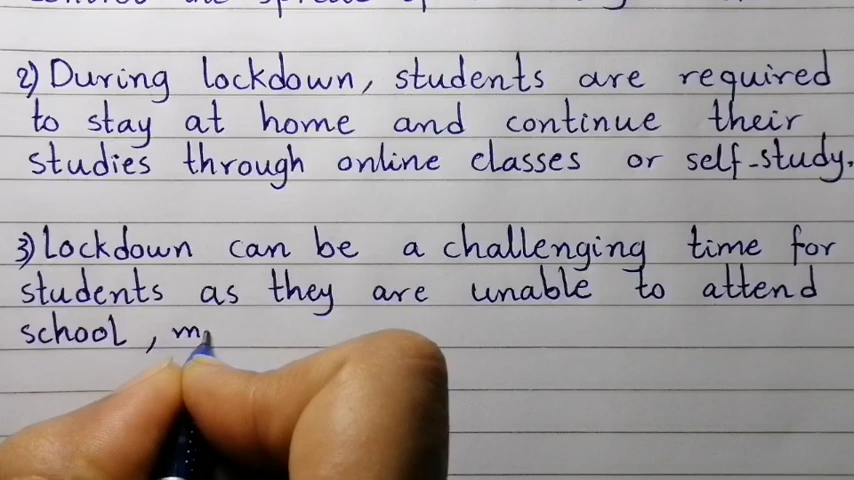 2) During lockdown, students are required
to stay at home and continue their
studies through online classes or self-study.
3) Lockdown can be a challenging time for
students as they are unable to attend
school, m